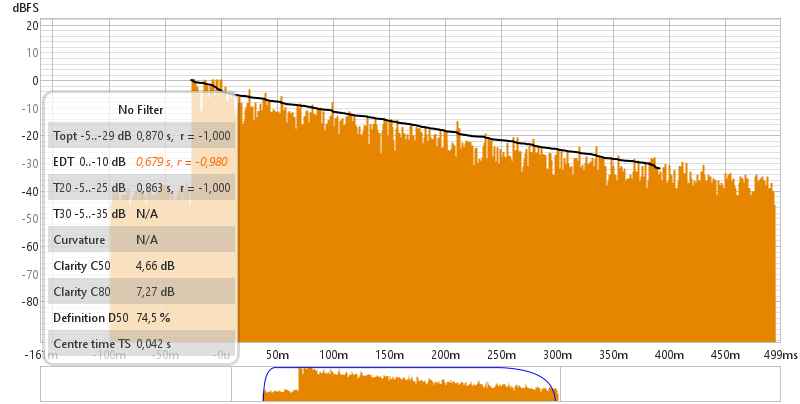 dBFS
20
10
0
-10
-20
-30
-40
-50
-60
-70
-80
No Filter
Topt -5..-29 dB 0,870 s, r = -1,000
EDT 0..-10 dB 0,679 s, r = -0,980
T20 -5..-25 dB 0,863 s, r = -1,000
T30 -5..-35 dB N/A
Curvature N/A
Clarity C50 4,66 dB
Clarity C80 7,27 dB
Definition D50 74,5 %
Centre time TS 0,042 s
-161m -100m -50m -0u 50m 100m 150m 200m 250m 300m 350m 400m 450m 499ms